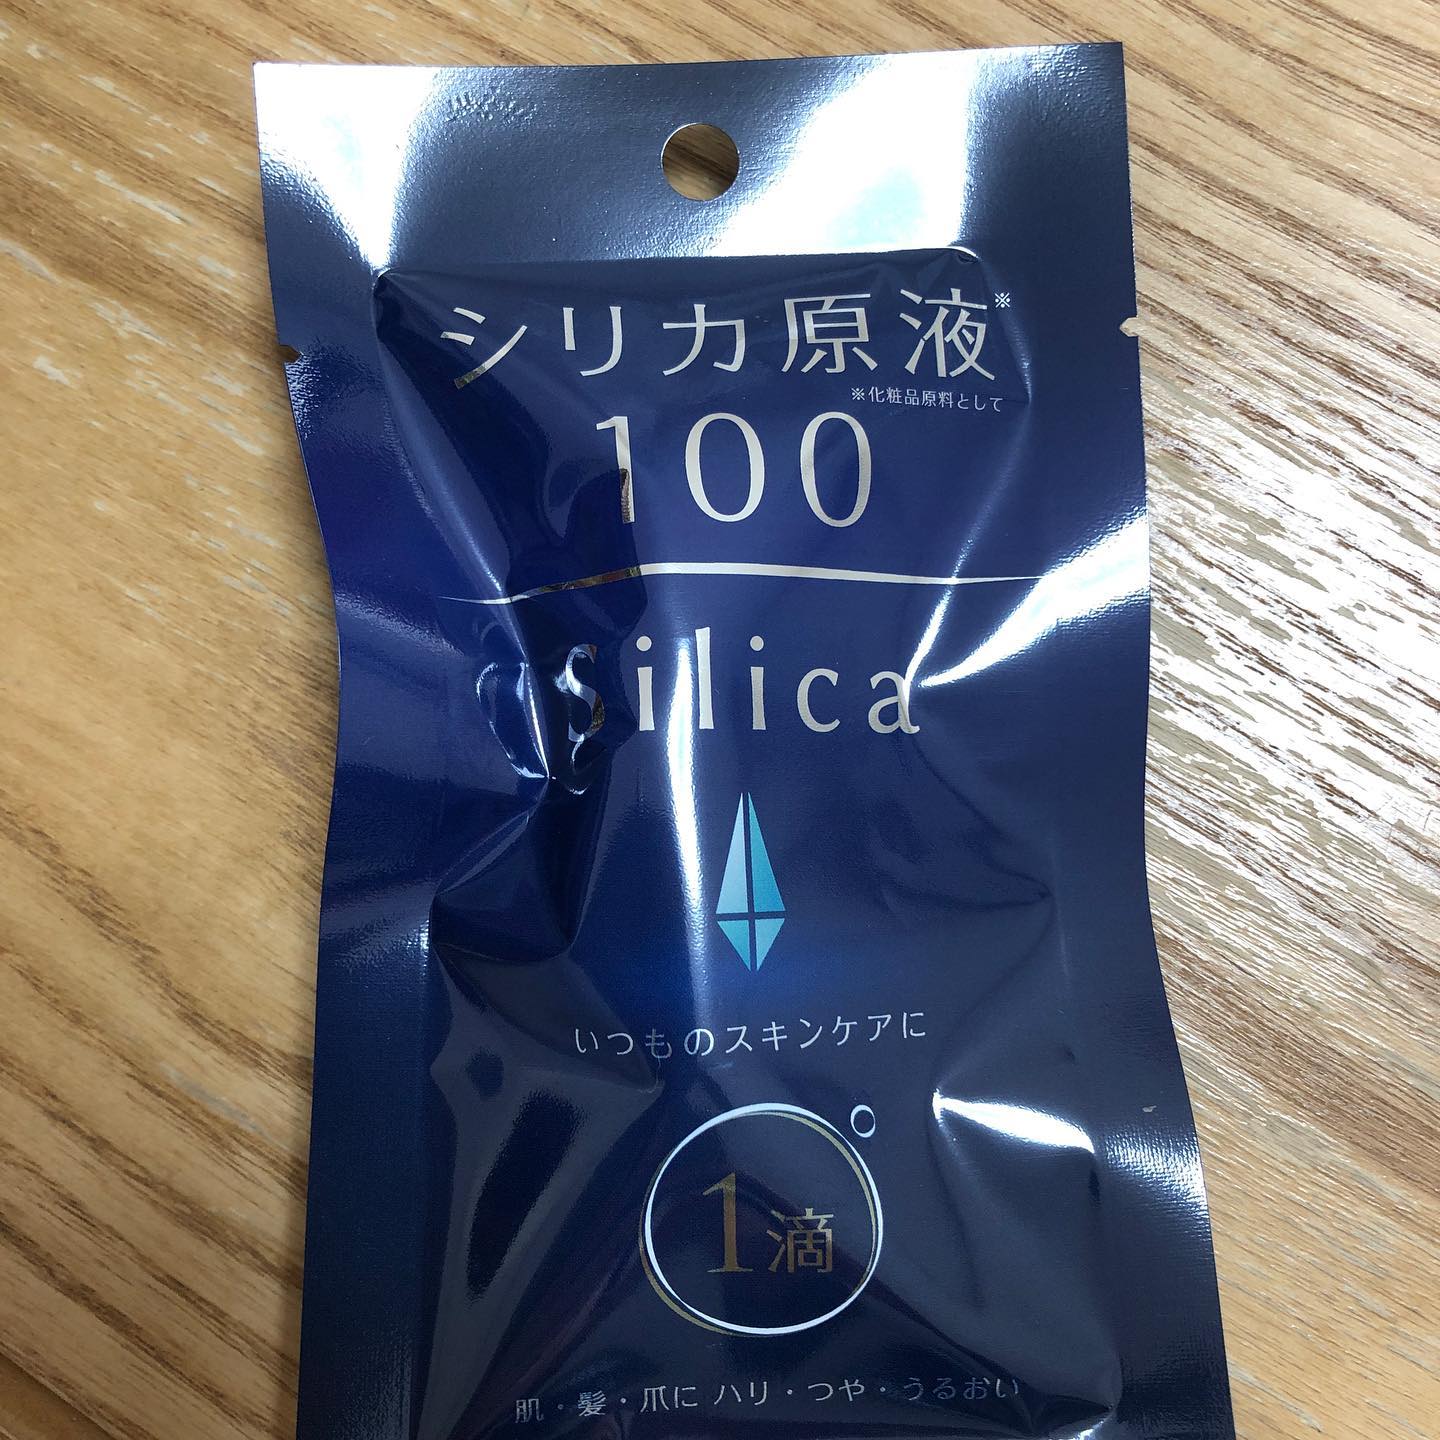 シリカ原液※
※化粧品原料として
100
Silica
いつものスキンケアに
1滴
肌・髪・爪に ハリ・つや・うるおい